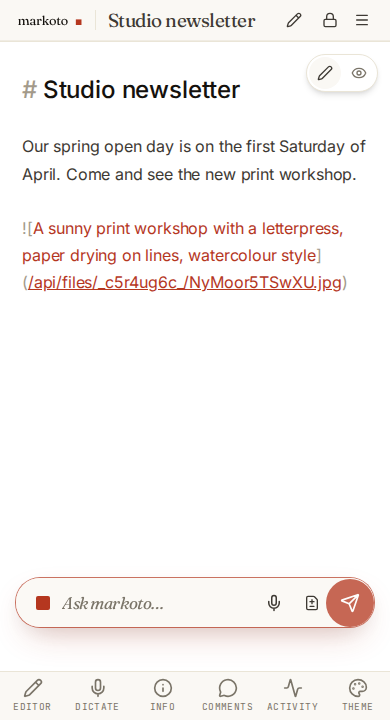 markoto
Studio newsletter
# Studio newsletter
Our spring open day is on the first Saturday of
April. Come and see the new print workshop.
![A sunny print workshop with a letterpress,
paper drying on lines, watercolour style]
(/api/files/_c5r4ug6c_/NyMoor5TSwXU.jpg)
Ask markoto...
EDITOR DICTATE INFO COMMENTS ACTIVITY THEME